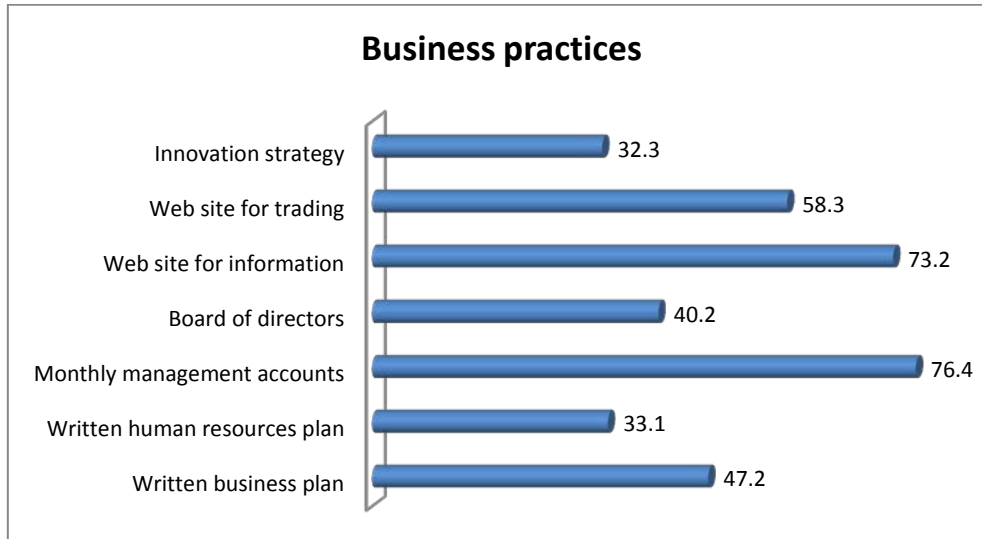 Business practices
Innovation strategy 32.3
Web site for trading 58.3
Web site for information 73.2
Board of directors 40.2
Monthly management accounts 76.4
Written human resources plan 33.1
Written business plan 47.2